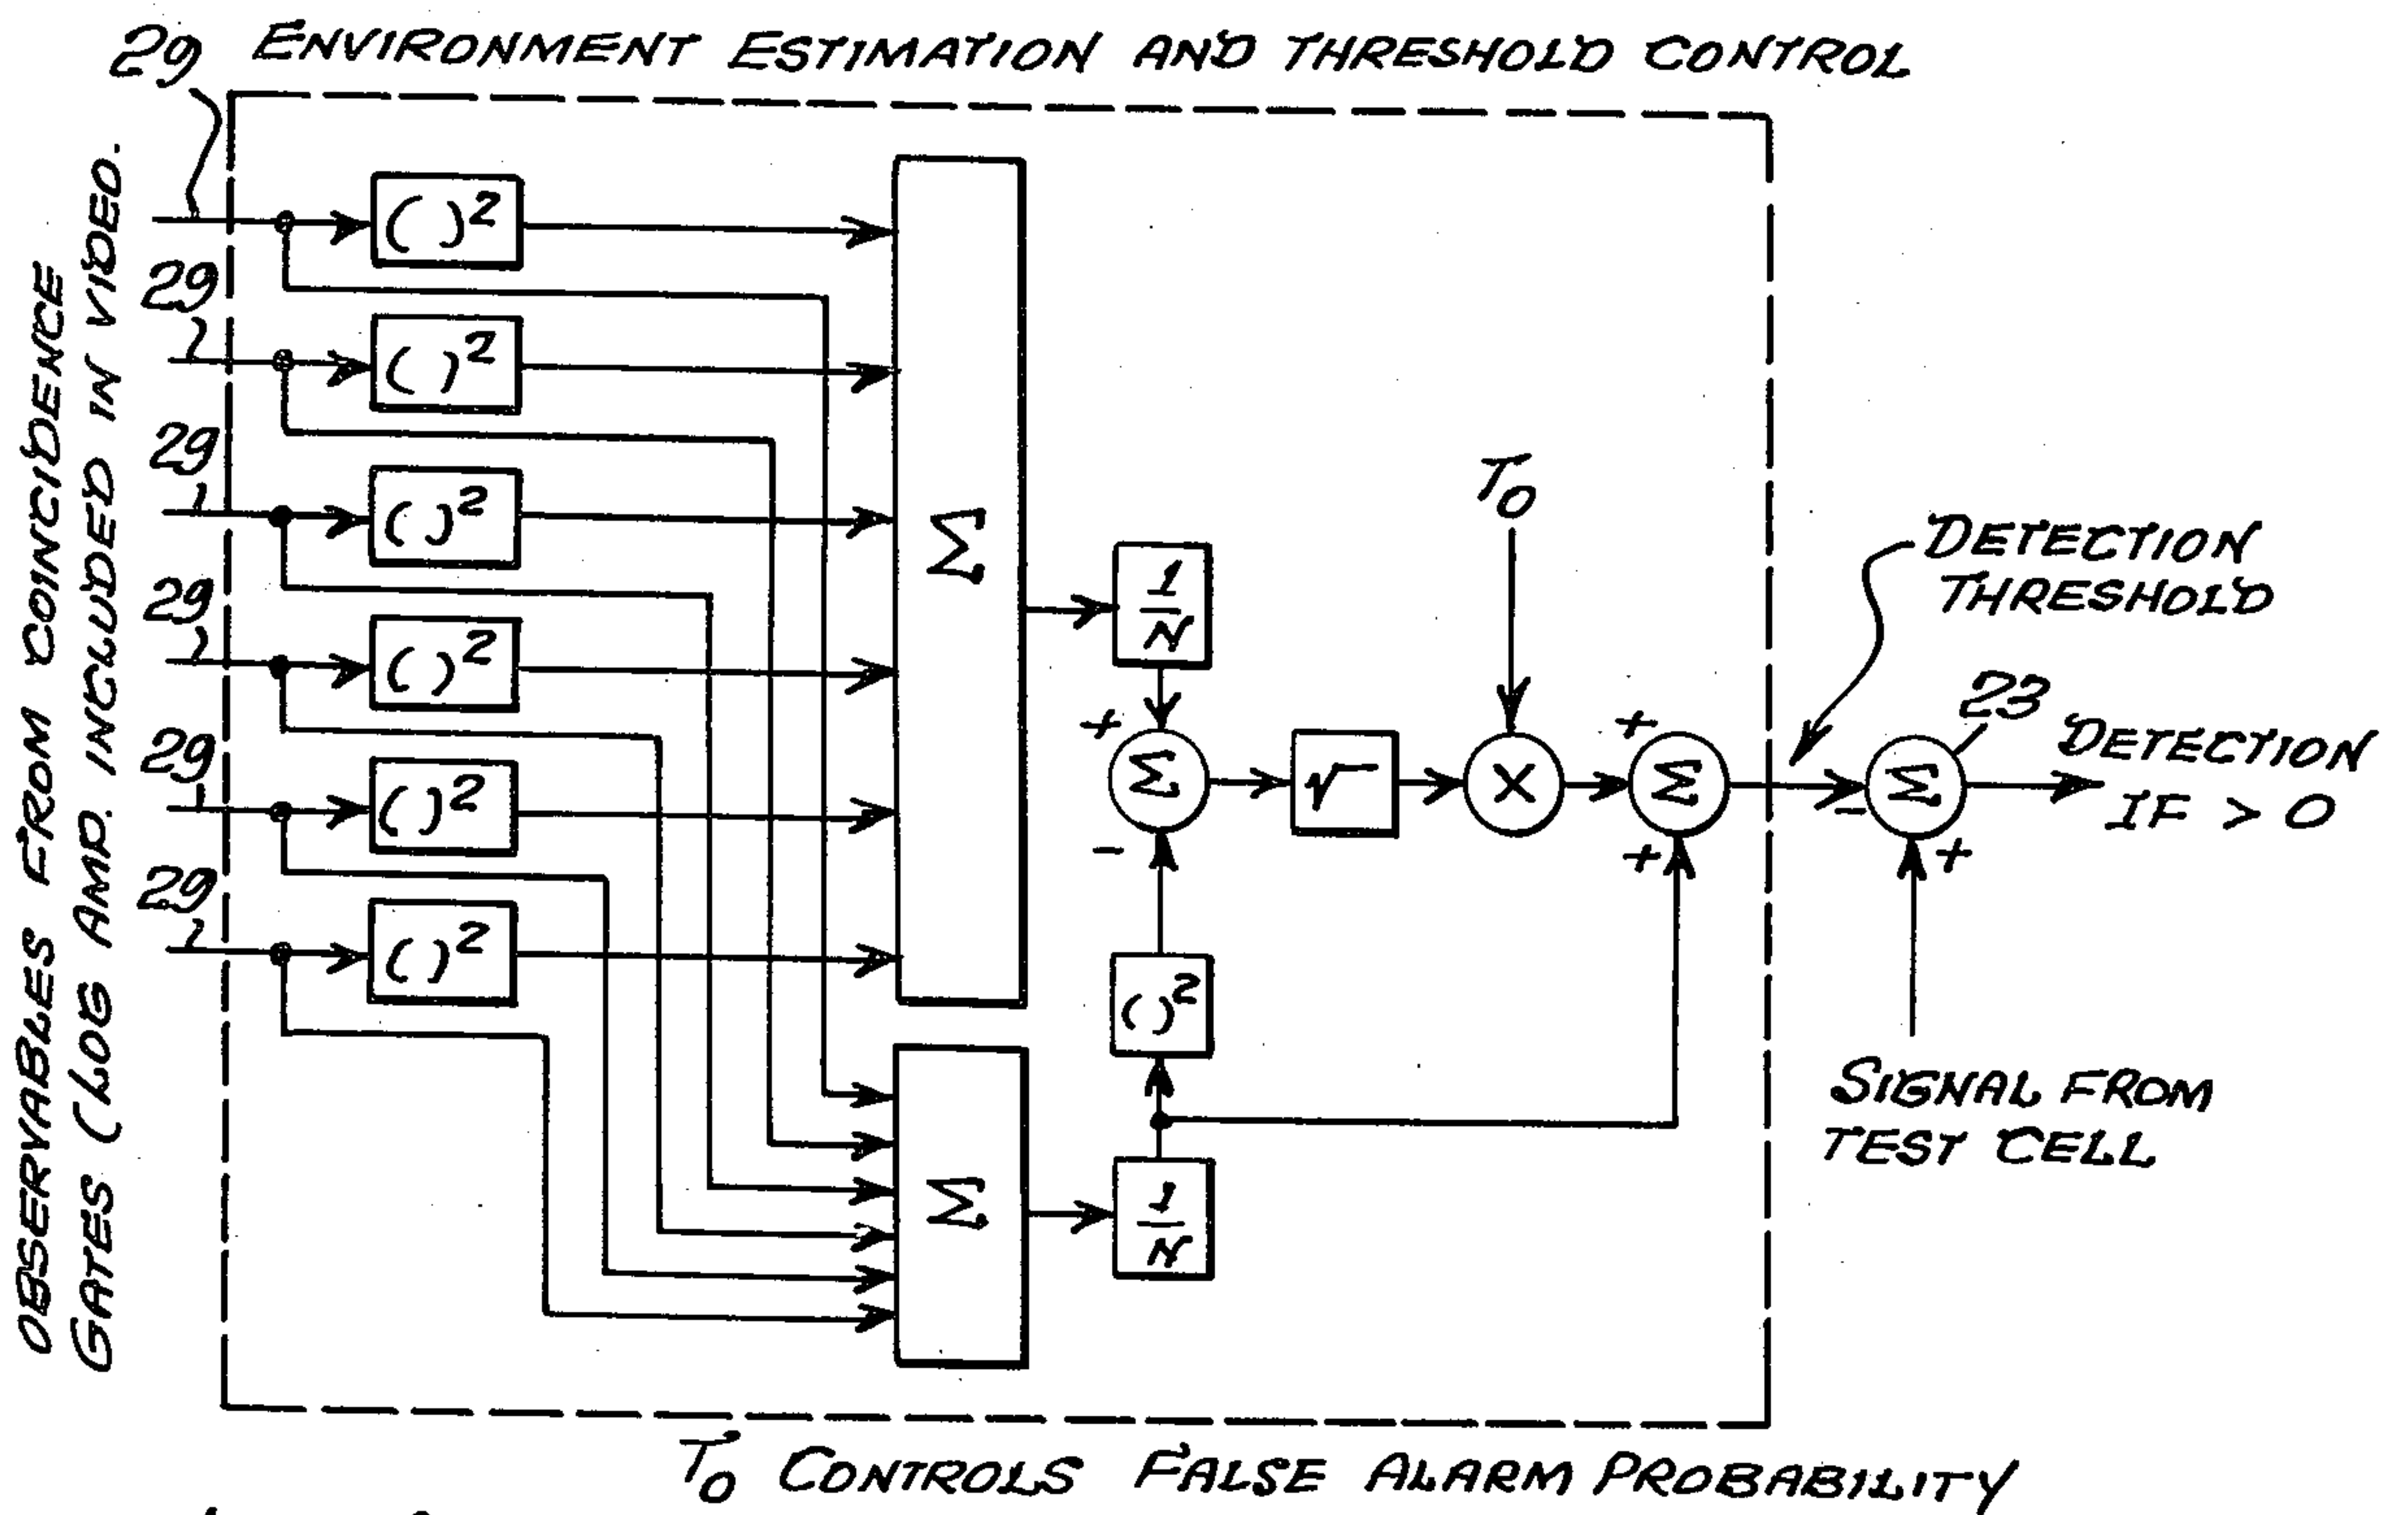 29 ENVIRONMENT ESTIMATION AND THRESHOLD CONTROL
OBSERVABLES FROM COINCIDENCE
GATES (LOG AMP. INCLUDED IN VIDEO.
( )²
29
( )²
29
( )²
29
( )²
29
( )²
29
( )²
Σ
Σ
1
N
+
Σ
-
√
T₀
X
+
Σ
+
( )²
1
N
DETECTION
THRESHOLD
23
-
Σ
+
DETECTION
IF > 0
SIGNAL FROM
TEST CELL
T₀ CONTROLS FALSE ALARM PROBABILITY